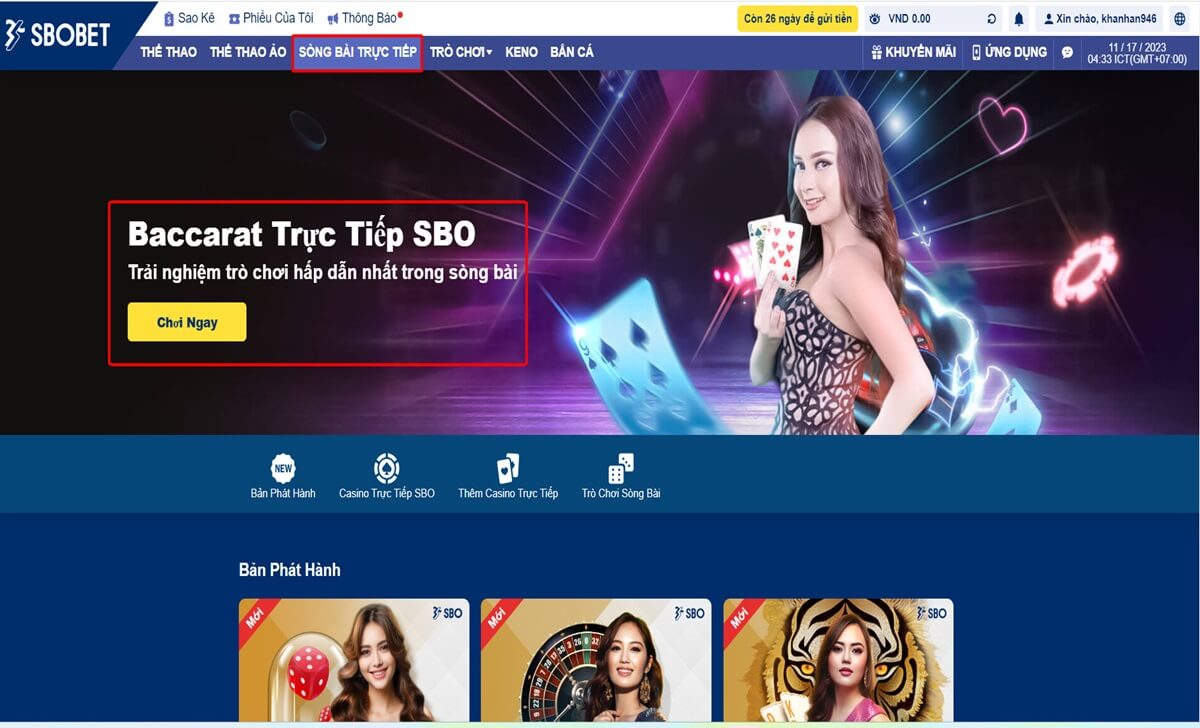 SBOBET
Sao Kê
Phiếu Của Tôi
Thông Báo
Còn 26 ngày để gửi tiền
VND 0.00
Xin chào, khanhan946
THỂ THAO
THỂ THAO ẢO
SÒNG BÀI TRỰC TIẾP
TRÒ CHƠI
KENO
BẮN CÁ
KHUYẾN MÃI
ỨNG DỤNG
11 / 17 / 2023
04:33 ICT(GMT+07:00)
Baccarat Trực Tiếp SBO
Trải nghiệm trò chơi hấp dẫn nhất trong sòng bài
Chơi Ngay
NEW
Bản Phát Hành
Casino Trực Tiếp SBO
Thêm Casino Trực Tiếp
Trò Chơi Sòng Bài
Bản Phát Hành
Mới
SBO
Mới
SBO
Mới
SBO